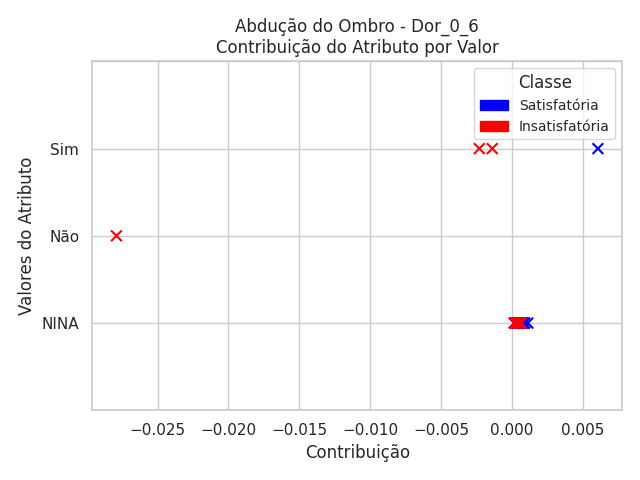 Abdução do Ombro - Dor_0_6
Contribuição do Atributo por Valor
Classe
Satisfatória
Insatisfatória
Valores do Atributo
Sim
Não
NINA
−0.025
−0.020
−0.015
−0.010
−0.005
0.000
0.005
Contribuição